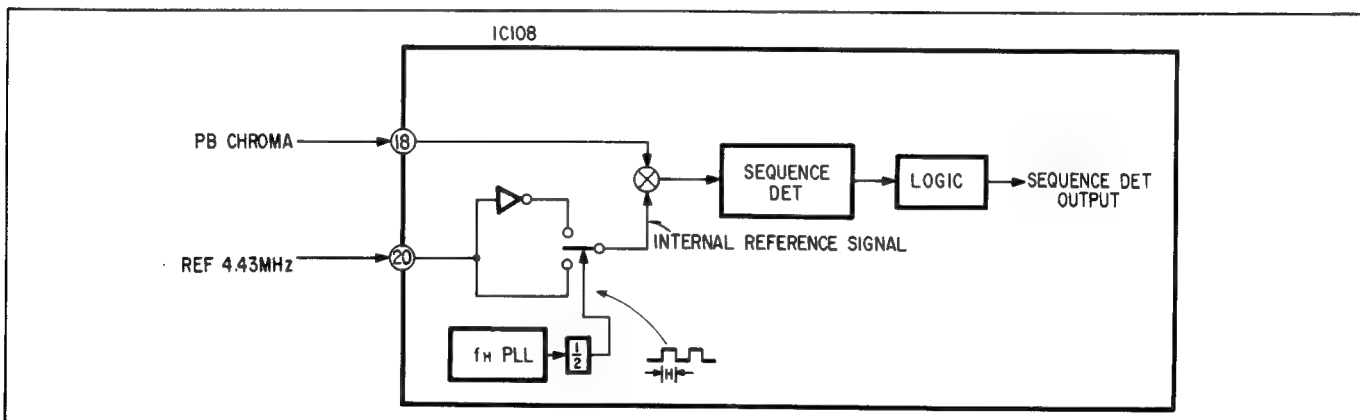 IC108
PB CHROMA
18
SEQUENCE
DET
LOGIC
SEQUENCE DET
OUTPUT
INTERNAL REFERENCE SIGNAL
REF 4.43MHz
20
fH PLL
1/2
H